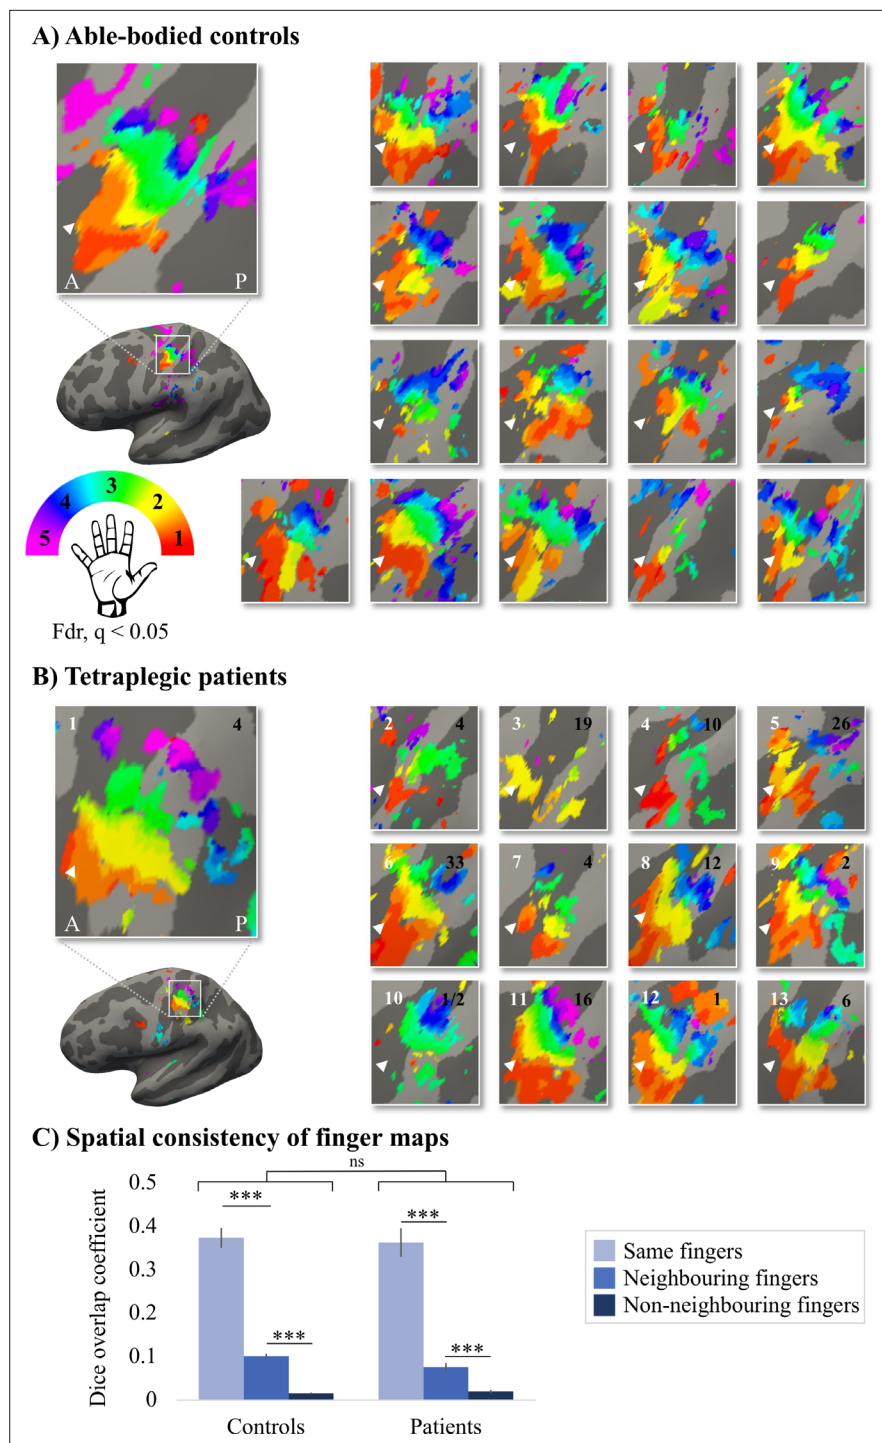 A) Able-bodied controls
A P
3
4 2
5 1
Fdr, q < 0.05
B) Tetraplegic patients
1 4
A P
2 4
3 19
4 10
5 26
6 33
7 4
8 12
9 2
10 1/2
11 16
12 1
13 6
C) Spatial consistency of finger maps
ns
0.5
0.4
0.3
0.2
0.1
0
Dice overlap coefficient
***
***
***
***
Controls Patients
Same fingers
Neighbouring fingers
Non-neighbouring fingers